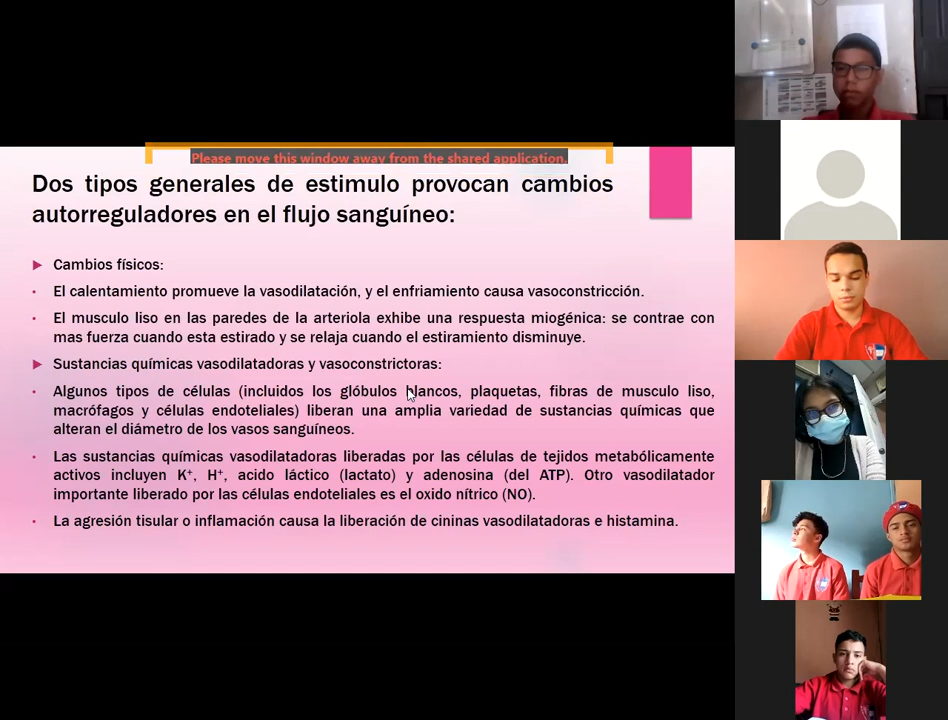 Please move this window away from the shared application.
Dos tipos generales de estimulo provocan cambios
autorreguladores en el flujo sanguíneo:
Cambios físicos:
El calentamiento promueve la vasodilatación, y el enfriamiento causa vasoconstricción.
El musculo liso en las paredes de la arteriola exhibe una respuesta miogénica: se contrae con
mas fuerza cuando esta estirado y se relaja cuando el estiramiento disminuye.
Sustancias químicas vasodilatadoras y vasoconstrictoras:
Algunos tipos de células (incluidos los glóbulos blancos, plaquetas, fibras de musculo liso,
macrófagos y células endoteliales) liberan una amplia variedad de sustancias químicas que
alteran el diámetro de los vasos sanguíneos.
Las sustancias químicas vasodilatadoras liberadas por las células de tejidos metabólicamente
activos incluyen K⁺, H⁺, acido láctico (lactato) y adenosina (del ATP). Otro vasodilatador
importante liberado por las células endoteliales es el oxido nítrico (NO).
La agresión tisular o inflamación causa la liberación de cininas vasodilatadoras e histamina.